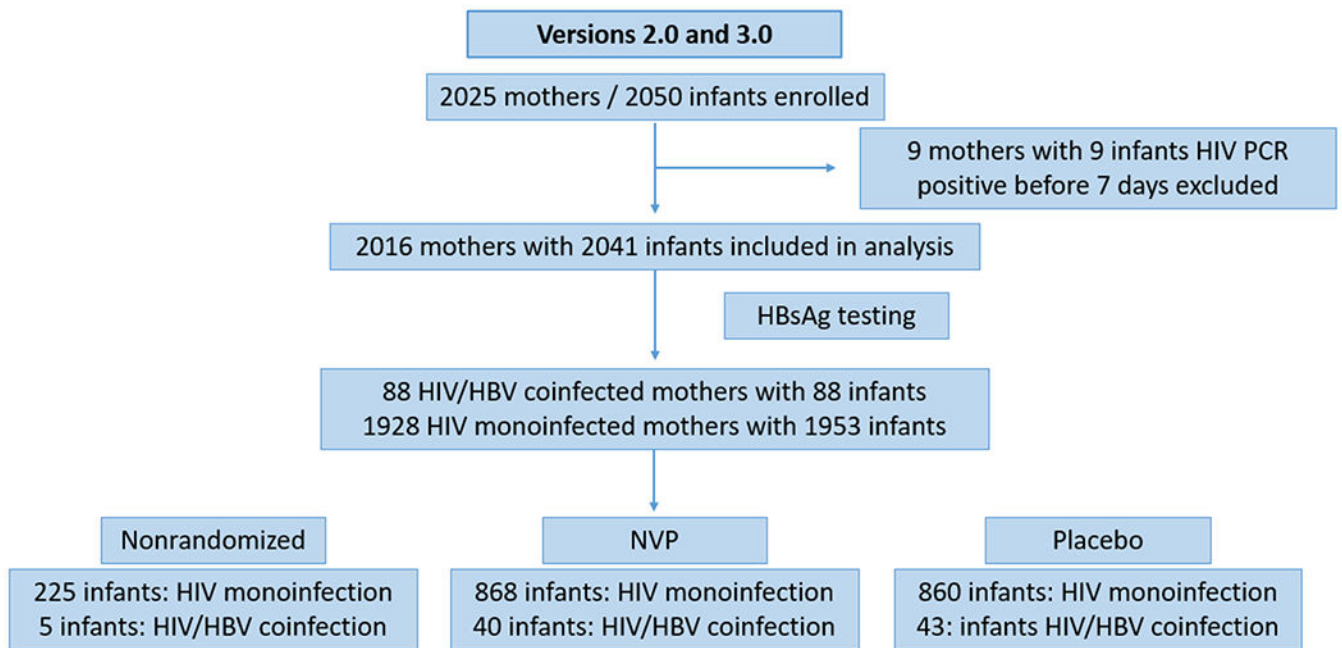 Versions 2.0 and 3.0
2025 mothers / 2050 infants enrolled
9 mothers with 9 infants HIV PCR
positive before 7 days excluded
2016 mothers with 2041 infants included in analysis
HBsAg testing
88 HIV/HBV coinfected mothers with 88 infants
1928 HIV monoinfected mothers with 1953 infants
Nonrandomized
225 infants: HIV monoinfection
5 infants: HIV/HBV coinfection
NVP
868 infants: HIV monoinfection
40 infants: HIV/HBV coinfection
Placebo
860 infants: HIV monoinfection
43: infants HIV/HBV coinfection